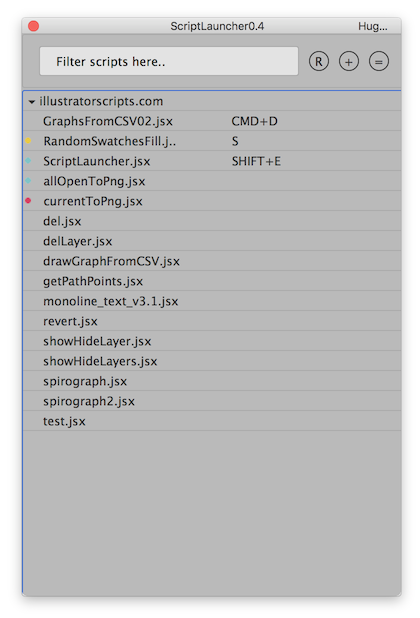 ScriptLauncher0.4 Hug...
Filter scripts here.. R + =
illustratorscripts.com
GraphsFromCSV02.jsx CMD+D
RandomSwatchesFill.j.. S
ScriptLauncher.jsx SHIFT+E
allOpenToPng.jsx
currentToPng.jsx
del.jsx
delLayer.jsx
drawGraphFromCSV.jsx
getPathPoints.jsx
monoline_text_v3.1.jsx
revert.jsx
showHideLayer.jsx
showHideLayers.jsx
spirograph.jsx
spirograph2.jsx
test.jsx